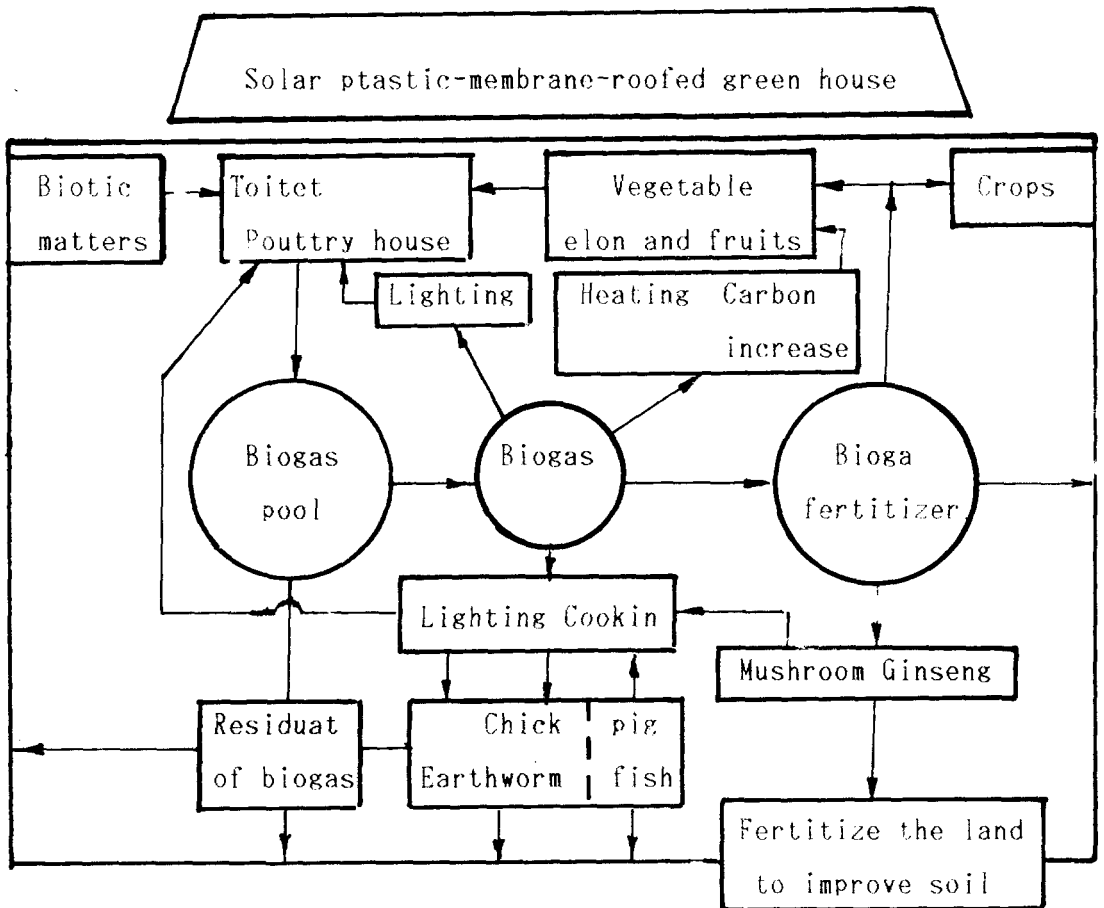 Solar ptastic-membrane-roofed green house
Biotic
matters
Toitet
Pouttry house
Vegetable
elon and fruits
Crops
Lighting
Heating Carbon
increase
Biogas
pool
Biogas
Bioga
fertitizer
Lighting Cookin
Mushroom Ginseng
Residuat
of biogas
Chick
Earthworm
pig
fish
Fertitize the land
to improve soil